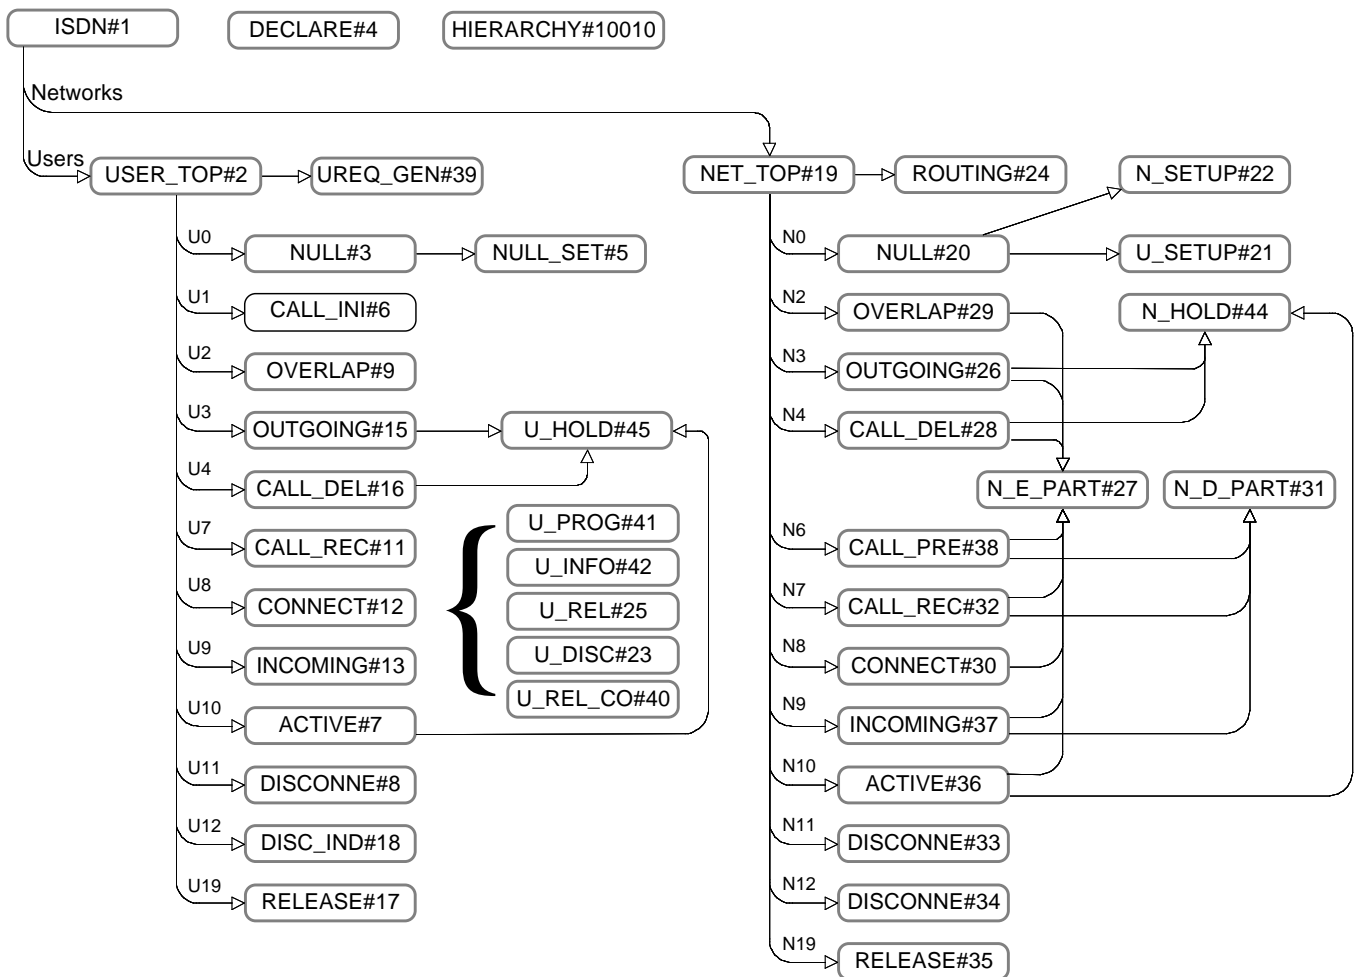 ISDN#1
DECLARE#4
HIERARCHY#10010
Networks
Users
USER_TOP#2
UREQ_GEN#39
NET_TOP#19
ROUTING#24
N_SETUP#22
U0
NULL#3
NULL_SET#5
N0
NULL#20
U_SETUP#21
U1
CALL_INI#6
N2
OVERLAP#29
N_HOLD#44
U2
OVERLAP#9
N3
OUTGOING#26
U3
OUTGOING#15
U_HOLD#45
N4
CALL_DEL#28
U4
CALL_DEL#16
N_E_PART#27
N_D_PART#31
U_PROG#41
U7
CALL_REC#11
N6
CALL_PRE#38
U_INFO#42
U8
CONNECT#12
U_REL#25
N7
CALL_REC#32
U9
INCOMING#13
U_DISC#23
N8
CONNECT#30
U_REL_CO#40
U10
ACTIVE#7
N9
INCOMING#37
U11
DISCONNE#8
N10
ACTIVE#36
U12
DISC_IND#18
N11
DISCONNE#33
U19
RELEASE#17
N12
DISCONNE#34
N19
RELEASE#35